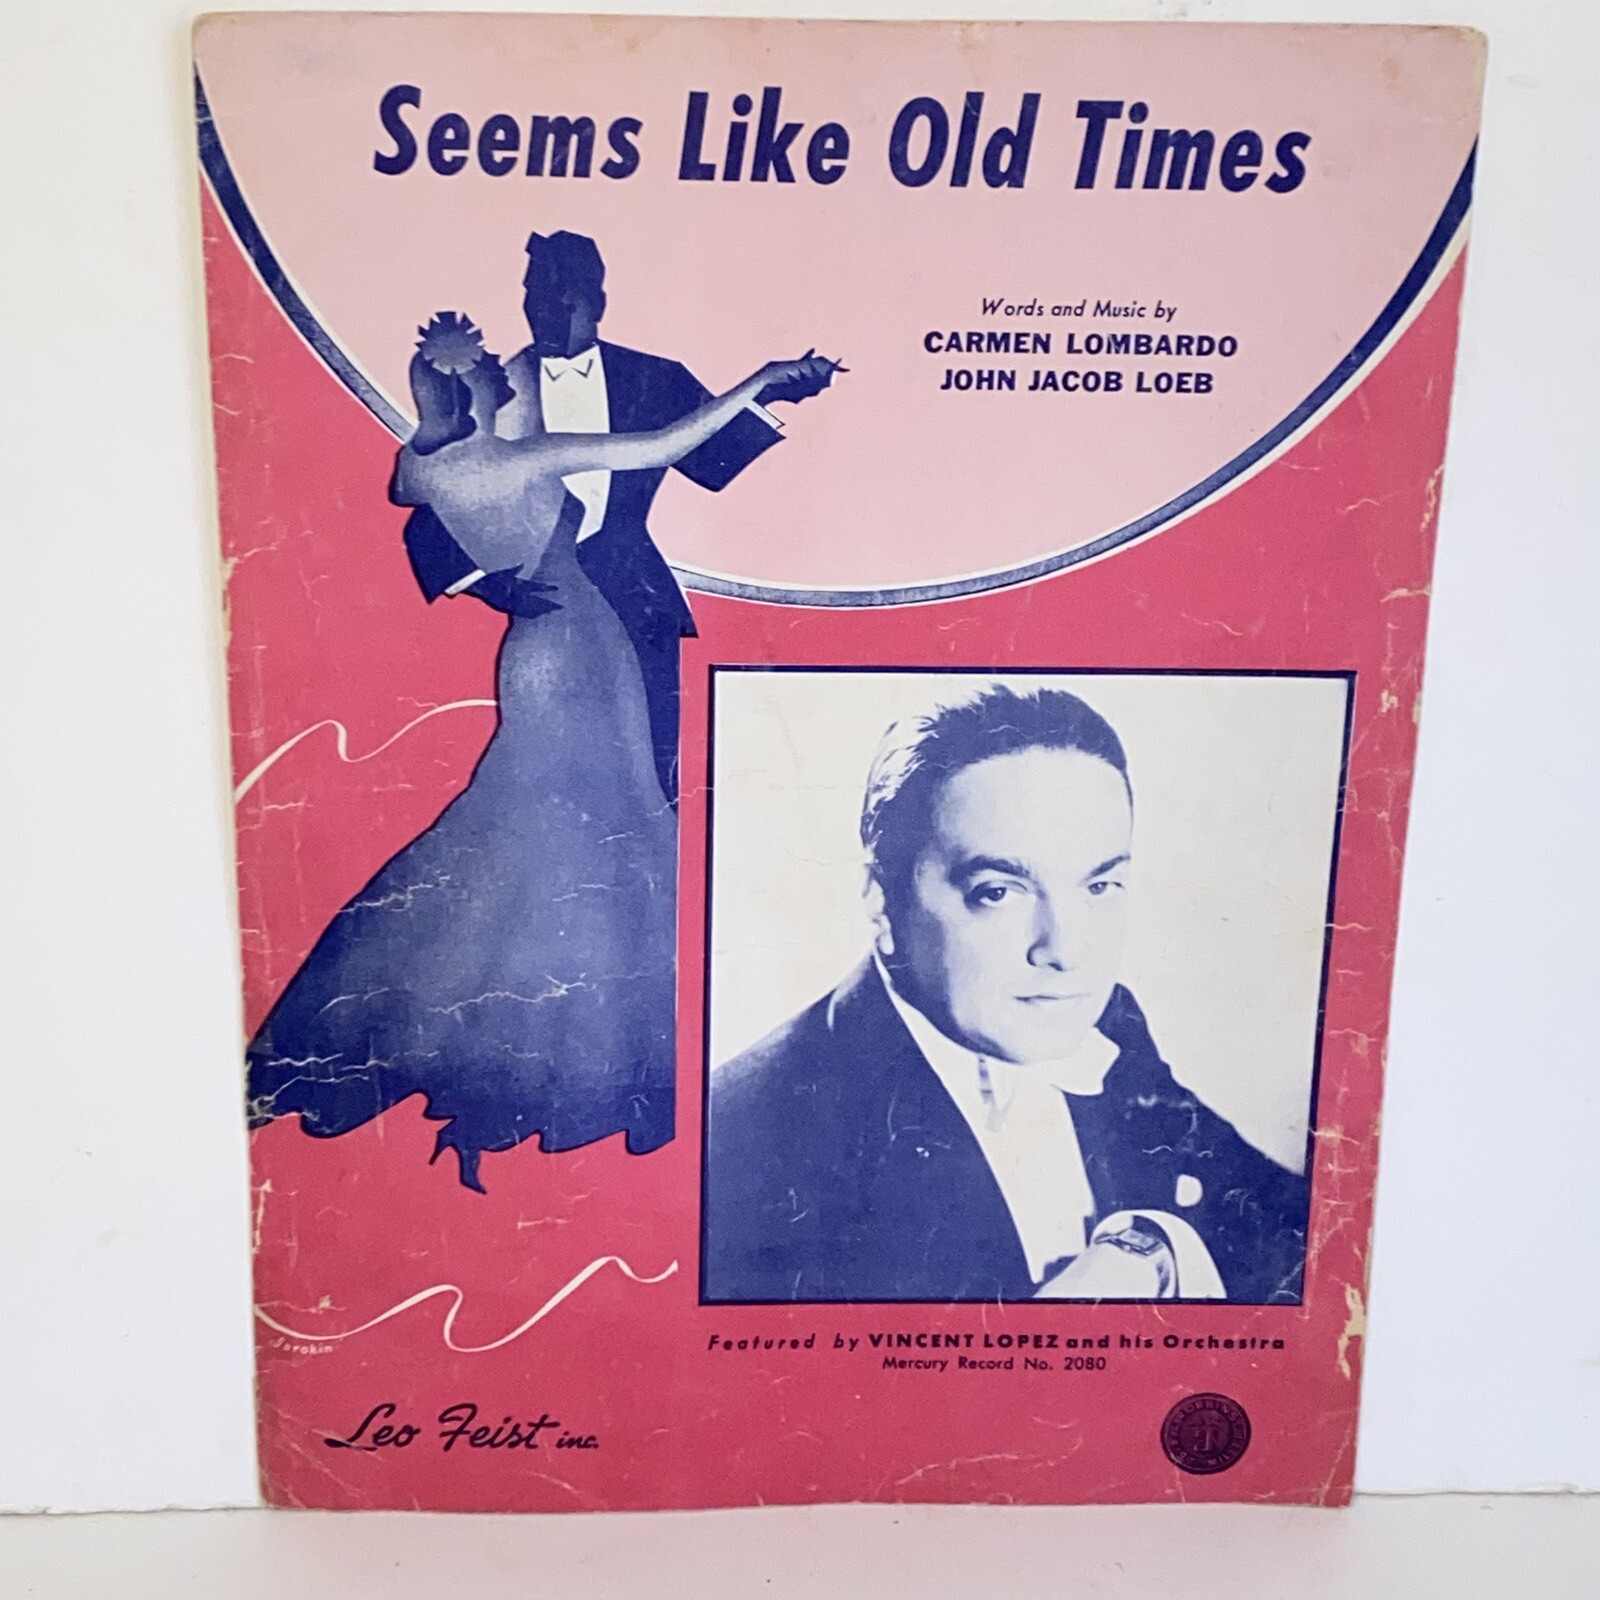 Seems Like Old Times
Words and Music by
CARMEN LOMBARDO
JOHN JACOB LOEB
Featured by VINCENT LOPEZ and his Orchestra
Mercury Record No. 2080
Sorokin
Leo Feist inc.